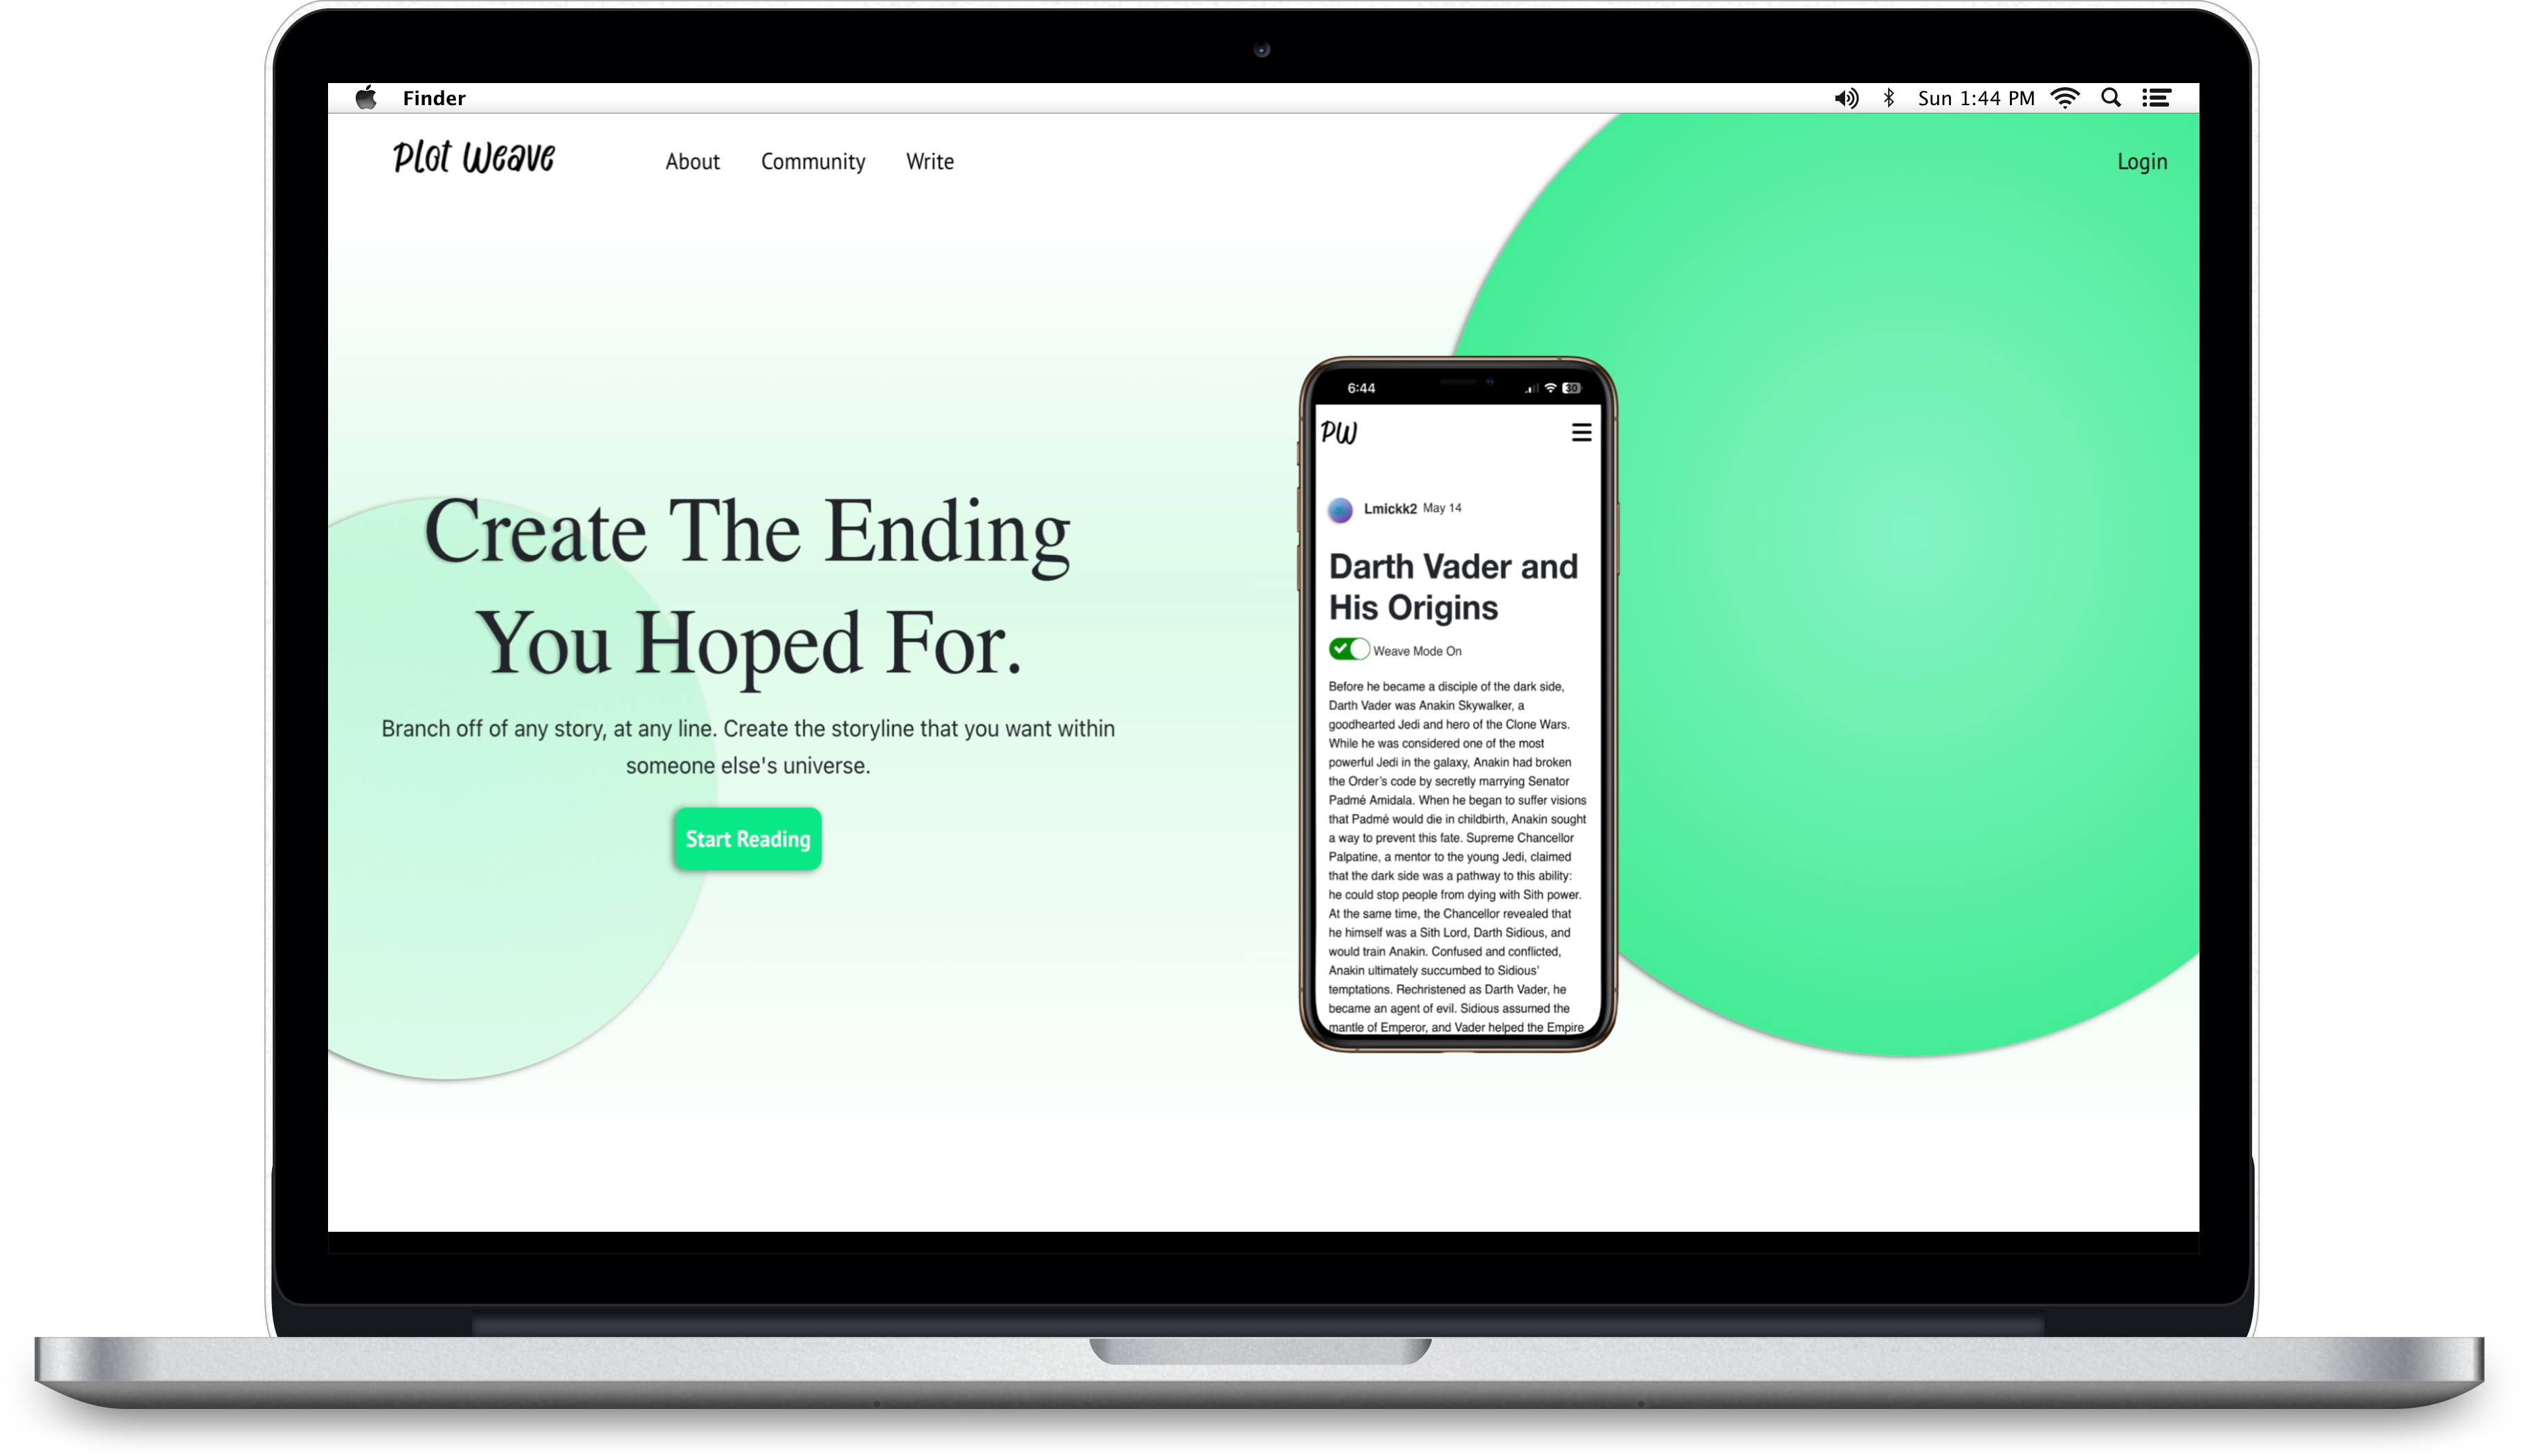 Finder
Sun 1:44 PM
Plot Weave
About
Community
Write
Login
Create The Ending
You Hoped For.
Branch off of any story, at any line. Create the storyline that you want within
someone else's universe.
Start Reading
6:44
30
PW
Lmickk2 May 14
Darth Vader and
His Origins
Weave Mode On
Before he became a disciple of the dark side,
Darth Vader was Anakin Skywalker, a
goodhearted Jedi and hero of the Clone Wars.
While he was considered one of the most
powerful Jedi in the galaxy, Anakin had broken
the Order’s code by secretly marrying Senator
Padmé Amidala. When he began to suffer visions
that Padmé would die in childbirth, Anakin sought
a way to prevent this fate. Supreme Chancellor
Palpatine, a mentor to the young Jedi, claimed
that the dark side was a pathway to this ability:
he could stop people from dying with Sith power.
At the same time, the Chancellor revealed that
he himself was a Sith Lord, Darth Sidious, and
would train Anakin. Confused and conflicted,
Anakin ultimately succumbed to Sidious’
temptations. Rechristened as Darth Vader, he
became an agent of evil. Sidious assumed the
mantle of Emperor, and Vader helped the Empire